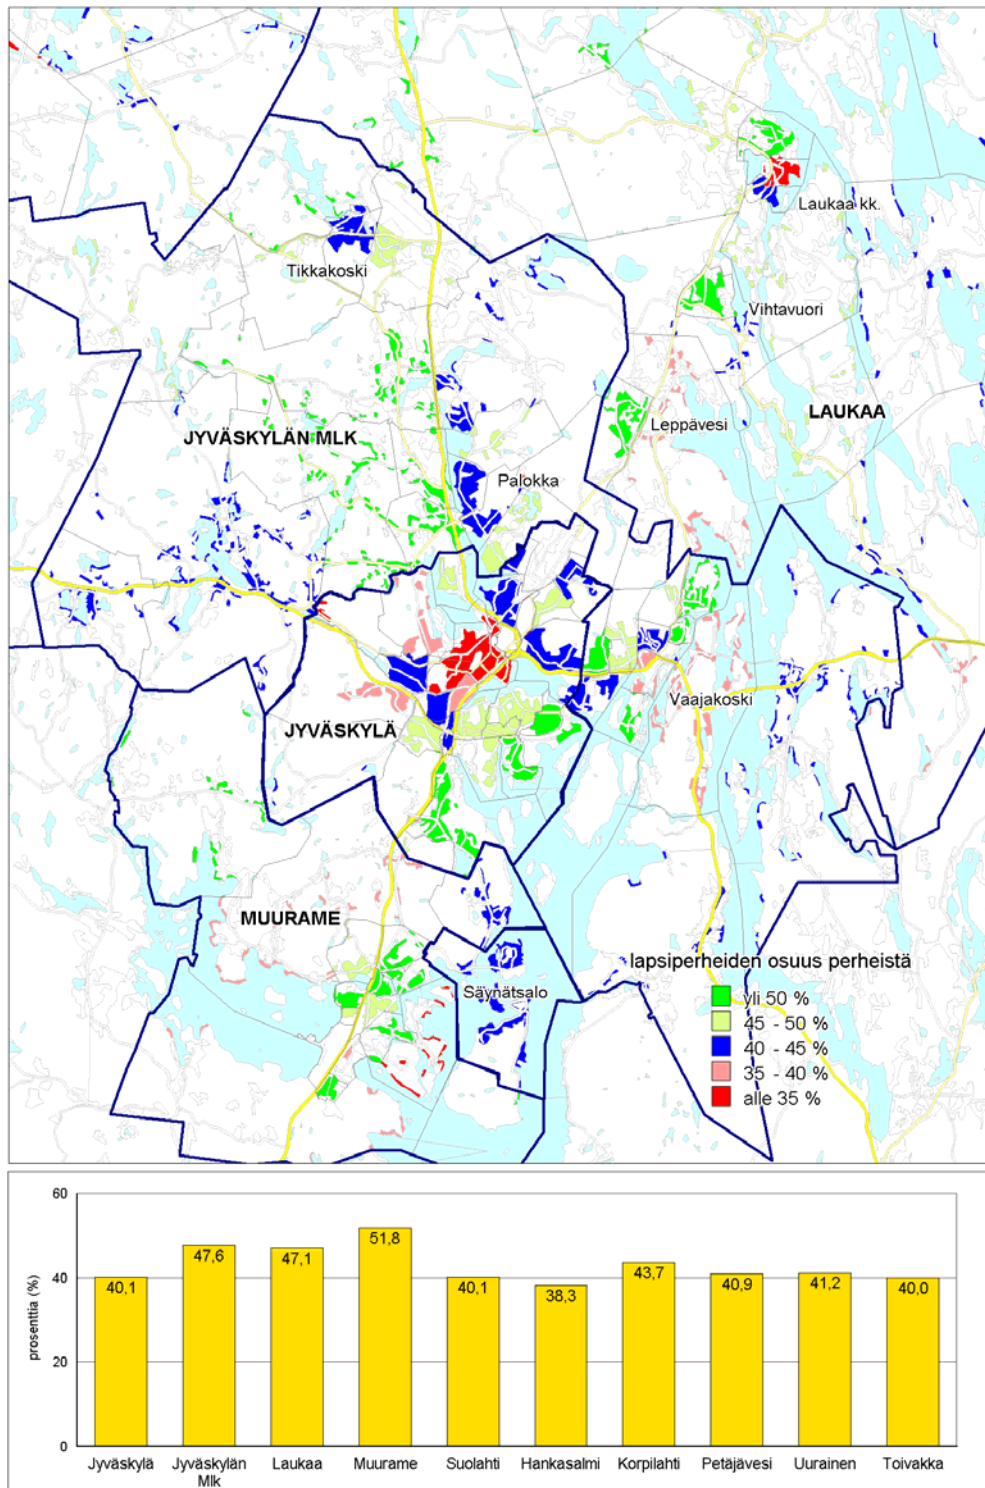 Laukaa kk.
Tikkakoski
Vihtavuori
LAUKAA
Leppävesi
JYVÄSKYLÄN MLK
Palokka
Vaajakoski
JYVÄSKYLÄ
MUURAME
Säynätsalo
lapsiperheiden osuus perheistä
yli 50 %
45 - 50 %
40 - 45 %
35 - 40 %
alle 35 %
prosenttia (%)
60
40
20
0
40,1
47,6
47,1
51,8
40,1
38,3
43,7
40,9
41,2
40,0
Jyväskylä
Jyväskylän Mlk
Laukaa
Muurame
Suolahti
Hankasalmi
Korpilahti
Petäjävesi
Uurainen
Toivakka